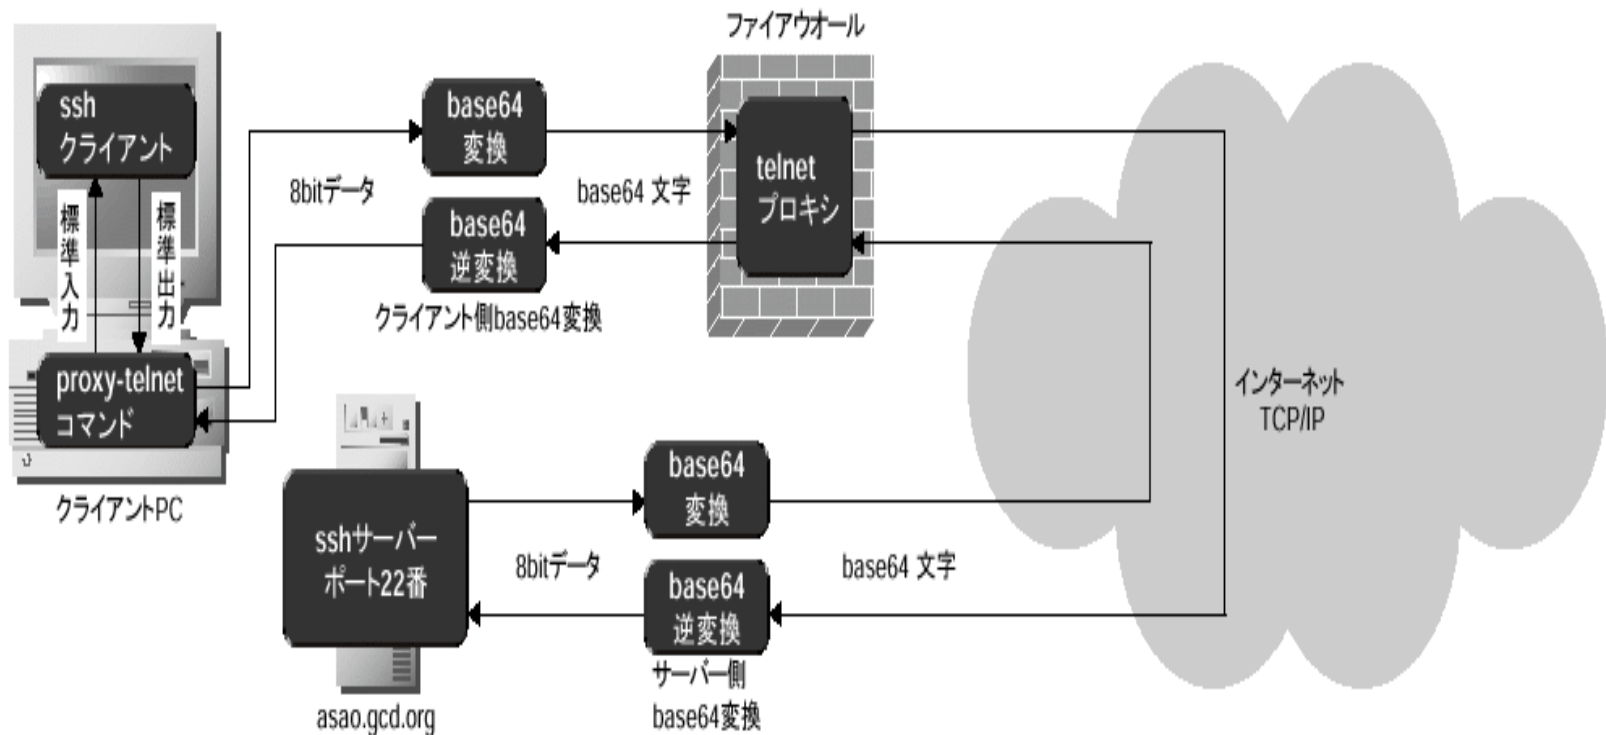 ファイアウオール
ssh
クライアント
標準入力
標準出力
proxy-telnet
コマンド
クライアントPC
8bitデータ
base64
変換
base64
逆変換
クライアント側base64変換
base64 文字
telnet
プロキシ
インターネット
TCP/IP
sshサーバー
ポート22番
asao.gcd.org
8bitデータ
base64
変換
base64
逆変換
サーバー側
base64変換
base64 文字